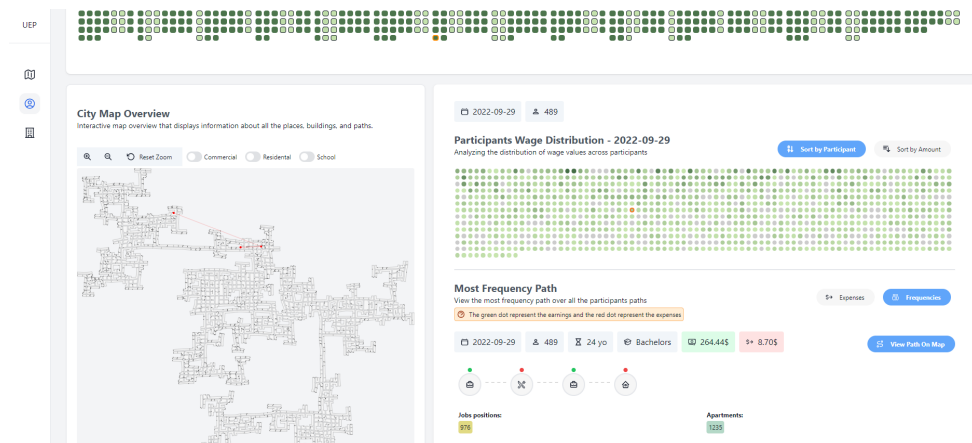 UEP
2022-09-29 489
City Map Overview
Interactive map overview that displays information about all the places, buildings, and paths.
Participants Wage Distribution - 2022-09-29
Analyzing the distribution of wage values across participants
Sort by Participant
Sort by Amount
Reset Zoom Commercial Residental School
Most Frequency Path
View the most frequency path over all the participants paths
Expenses
Frequencies
The green dot represent the earnings and the red dot represent the expenses
2022-09-29 489 24 yo Bachelors 264.44$ 8.70$
View Path On Map
Jobs positions:
976
Apartments:
1235